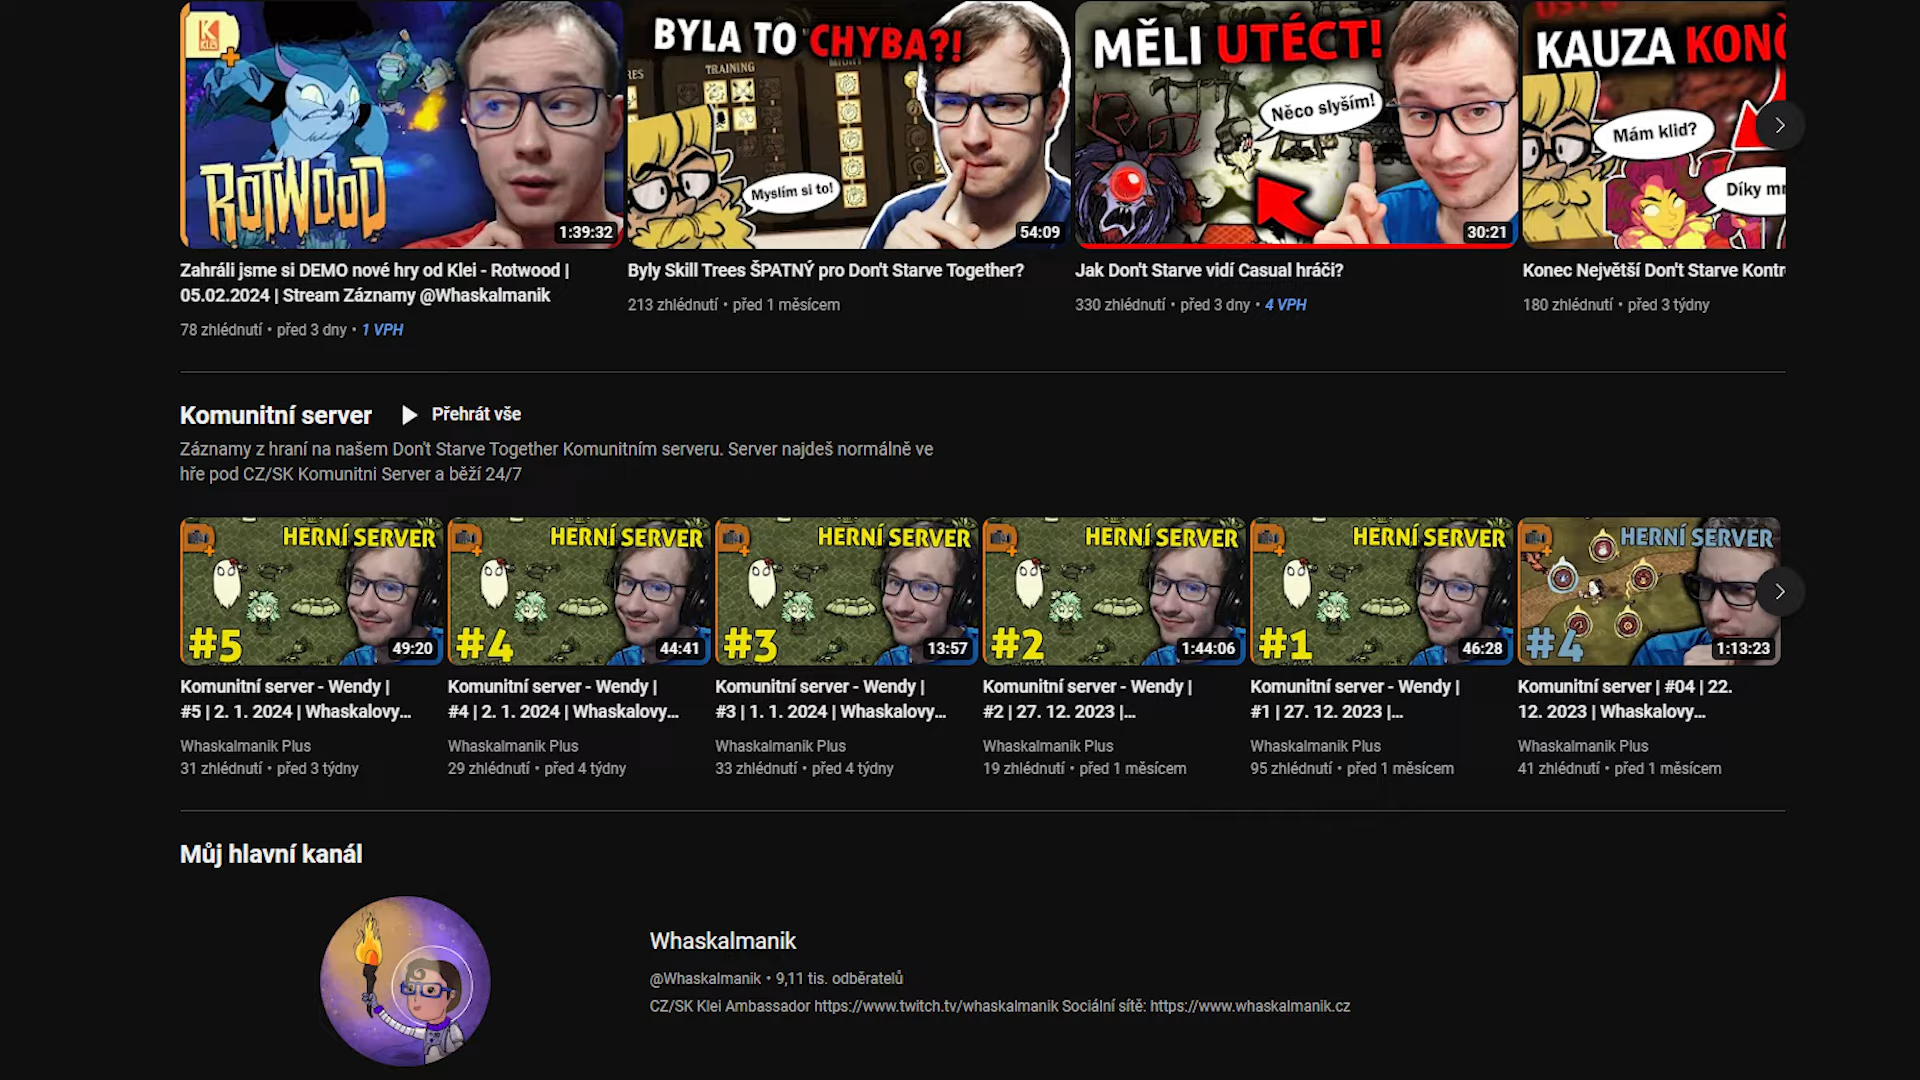 BYLA TO CHYBA?!
MĚLI UTÉCT!
KAUZA KONČ
Klei
TRAINING
Něco slyším!
Mám klid?
Myslím si to!
Díky
ROTWOOD
1:39:32
54:09
30:21
Zahráli jsme si DEMO nové hry od Klei - Rotwood |
05.02.2024 | Stream Záznamy @Whaskalmanik
78 zhlédnutí • před 3 dny • 1 VPH
Byly Skill Trees ŠPATNÝ pro Don't Starve Together?
213 zhlédnutí • před 1 měsícem
Jak Don't Starve vidí Casual hráči?
330 zhlédnutí • před 3 dny • 4 VPH
Konec Největší Don't Starve Kontr
180 zhlédnutí • před 3 týdny
Komunitní server
Přehrát vše
Záznamy z hraní na našem Don't Starve Together Komunitním serveru. Server najdeš normálně ve
hře pod CZ/SK Komunitni Server a běží 24/7
HERNÍ SERVER
#5
49:20
HERNÍ SERVER
#4
44:41
HERNÍ SERVER
#3
13:57
HERNÍ SERVER
#2
1:44:06
HERNÍ SERVER
#1
46:28
HERNÍ SERVER
#4
1:13:23
Komunitní server - Wendy |
#5 | 2. 1. 2024 | Whaskalovy...
Whaskalmanik Plus
31 zhlédnutí • před 3 týdny
Komunitní server - Wendy |
#4 | 2. 1. 2024 | Whaskalovy...
Whaskalmanik Plus
29 zhlédnutí • před 4 týdny
Komunitní server - Wendy |
#3 | 1. 1. 2024 | Whaskalovy...
Whaskalmanik Plus
33 zhlédnutí • před 4 týdny
Komunitní server - Wendy |
#2 | 27. 12. 2023 |...
Whaskalmanik Plus
19 zhlédnutí • před 1 měsícem
Komunitní server - Wendy |
#1 | 27. 12. 2023 |...
Whaskalmanik Plus
95 zhlédnutí • před 1 měsícem
Komunitní server | #04 | 22.
12. 2023 | Whaskalovy...
Whaskalmanik Plus
41 zhlédnutí • před 1 měsícem
Můj hlavní kanál
Whaskalmanik
@Whaskalmanik • 9,11 tis. odběratelů
CZ/SK Klei Ambassador https://www.twitch.tv/whaskalmanik Sociální sítě: https://www.whaskalmanik.cz